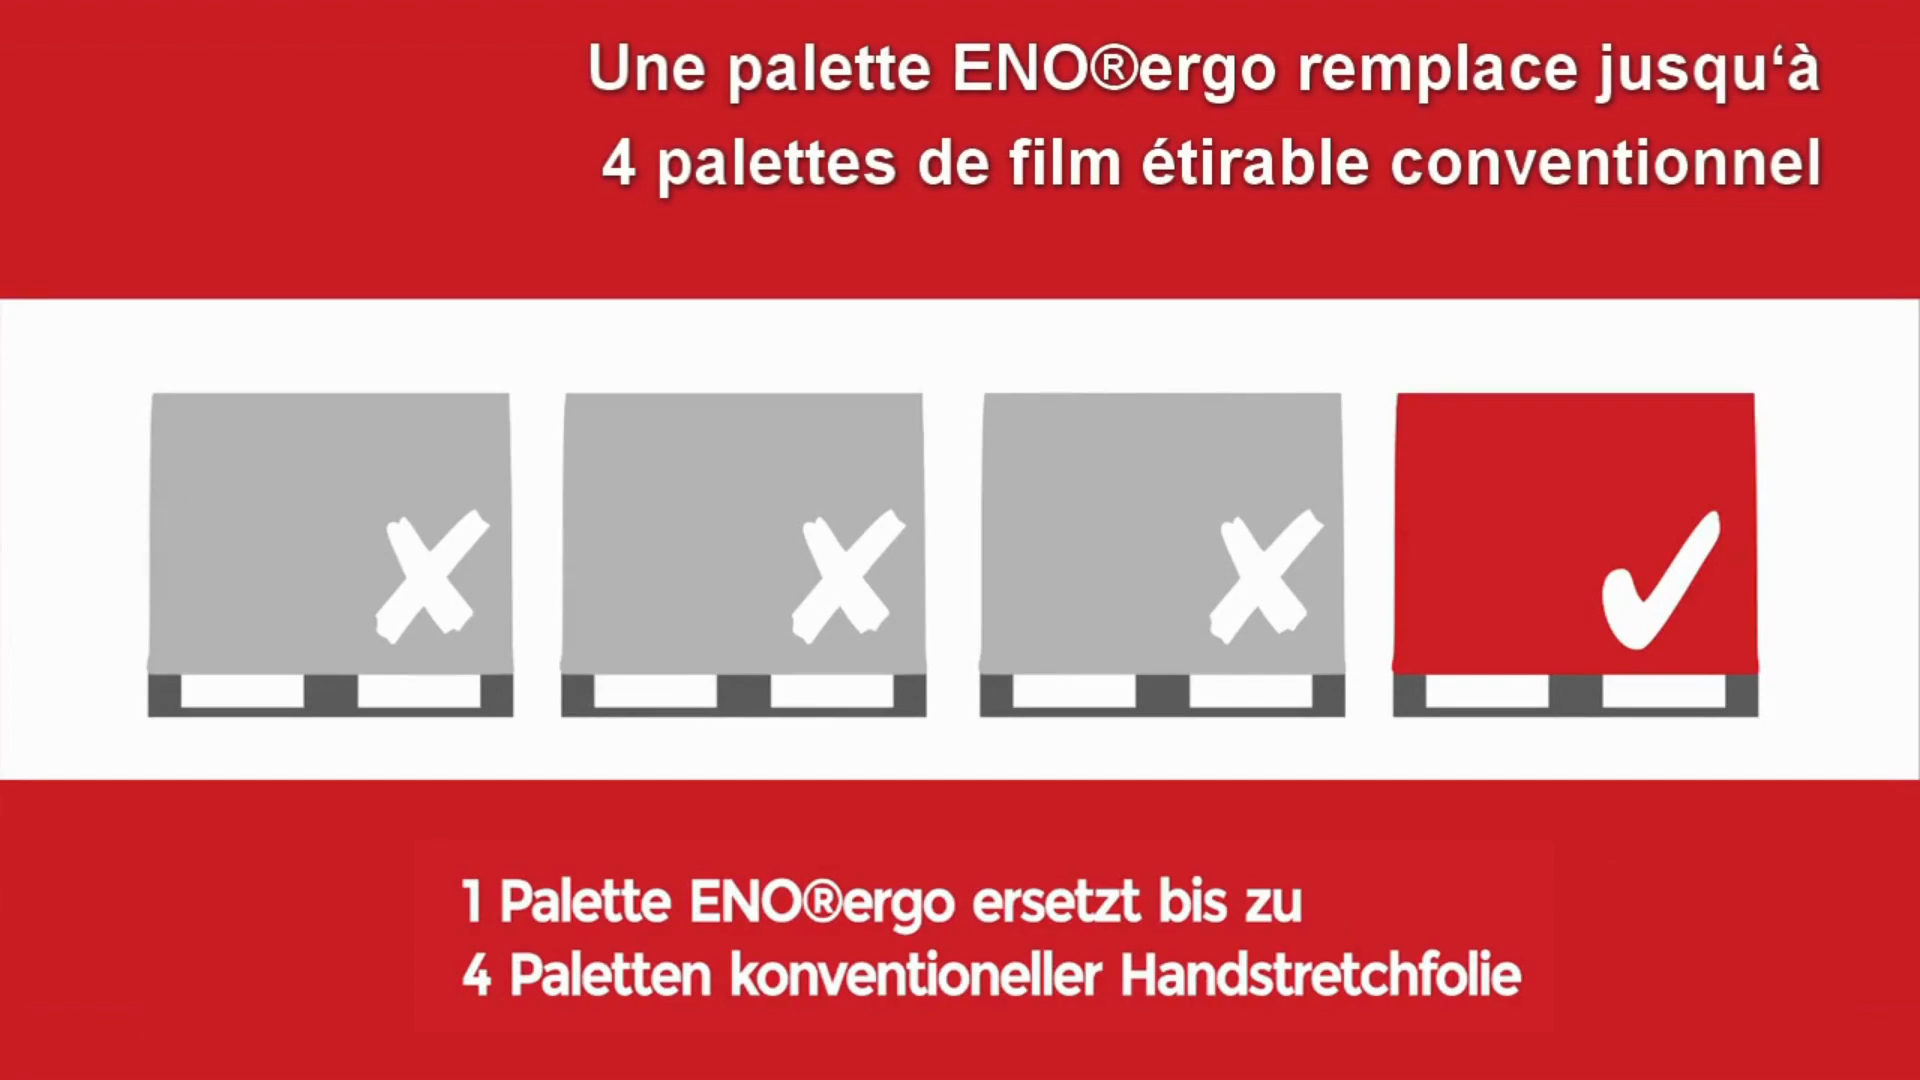 Une palette ENO®ergo remplace jusqu‘à
4 palettes de film étirable conventionnel
1 Palette ENO®ergo ersetzt bis zu
4 Paletten konventioneller Handstretchfolie